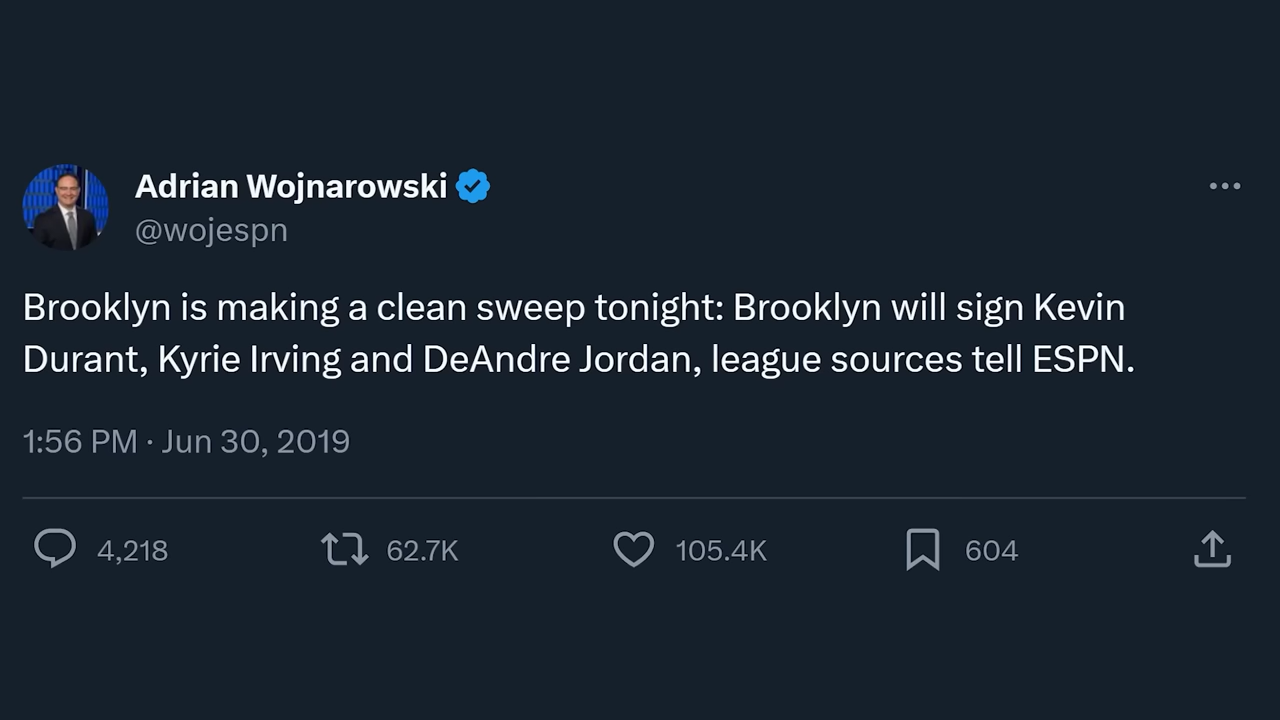 Adrian Wojnarowski
@wojespn
Brooklyn is making a clean sweep tonight: Brooklyn will sign Kevin
Durant, Kyrie Irving and DeAndre Jordan, league sources tell ESPN.
1:56 PM · Jun 30, 2019
4,218 62.7K 105.4K 604